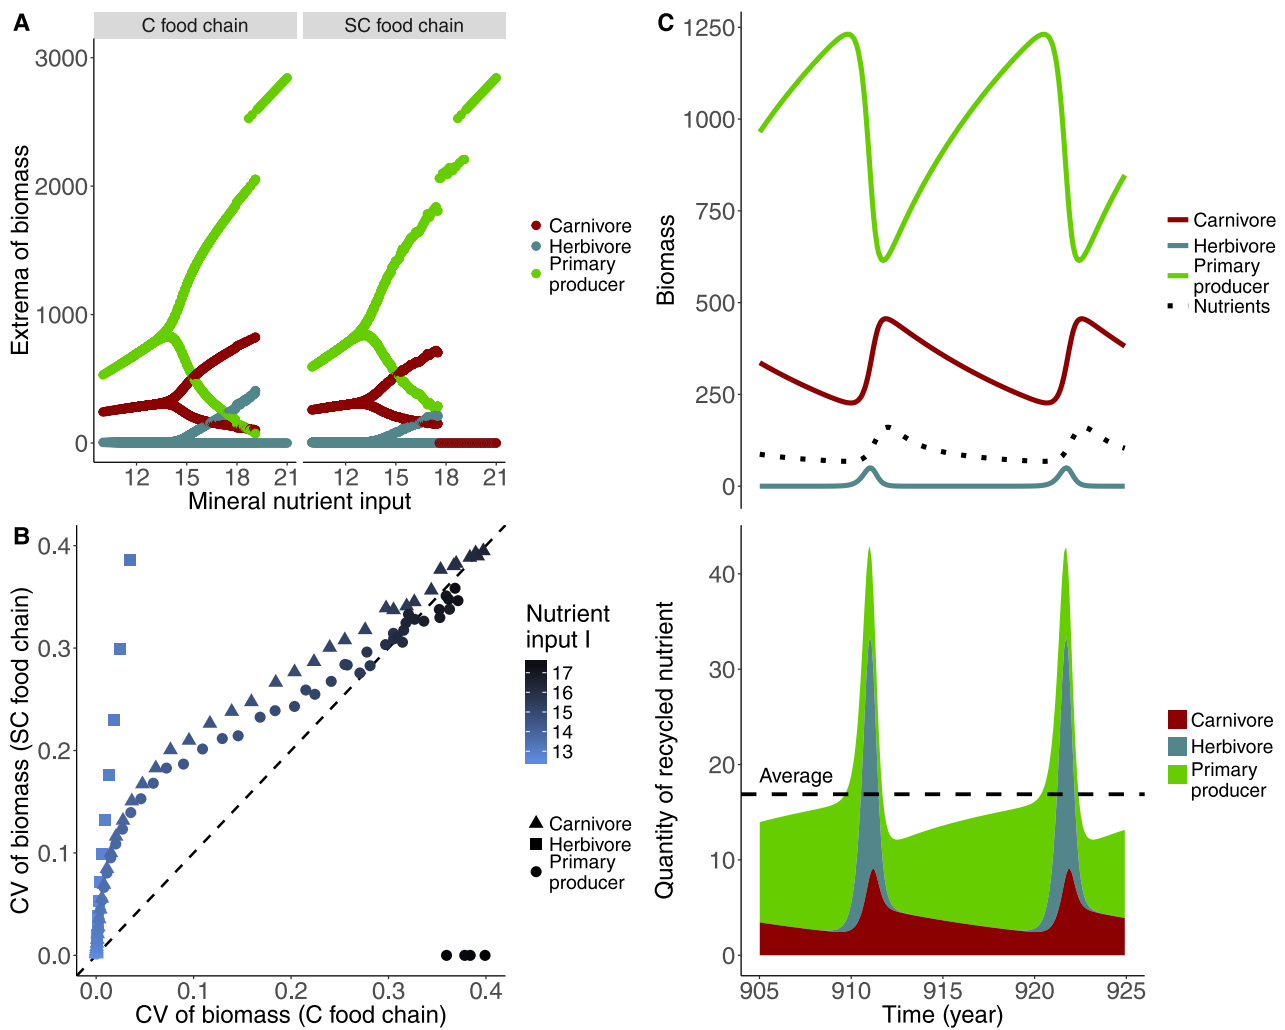 A
C food chain
SC food chain
3000
2000
1000
0
Extrema of biomass
12
15
18
21
12
15
18
21
Mineral nutrient input
Carnivore
Herbivore
Primary
producer
B
0.4
0.3
0.2
0.1
0.0
CV of biomass (SC food chain)
0.0
0.1
0.2
0.3
0.4
CV of biomass (C food chain)
Nutrient
input I
17
16
15
14
13
Carnivore
Herbivore
Primary
producer
C
1250
1000
750
500
250
0
Biomass
Carnivore
Herbivore
Primary
producer
Nutrients
40
30
20
10
0
Quantity of recycled nutrient
Average
905
910
915
920
925
Time (year)
Carnivore
Herbivore
Primary
producer